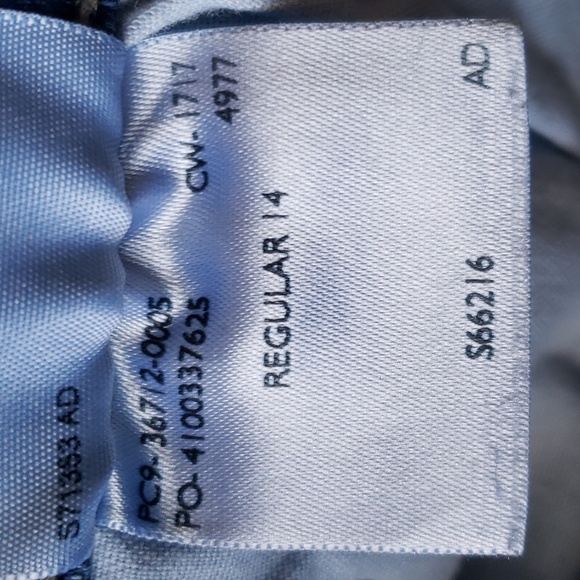 S71353 AD
PC9- 36712-0005 CW- 1717
PO- 4100337625 4977
REGULAR 14
S66216 AD